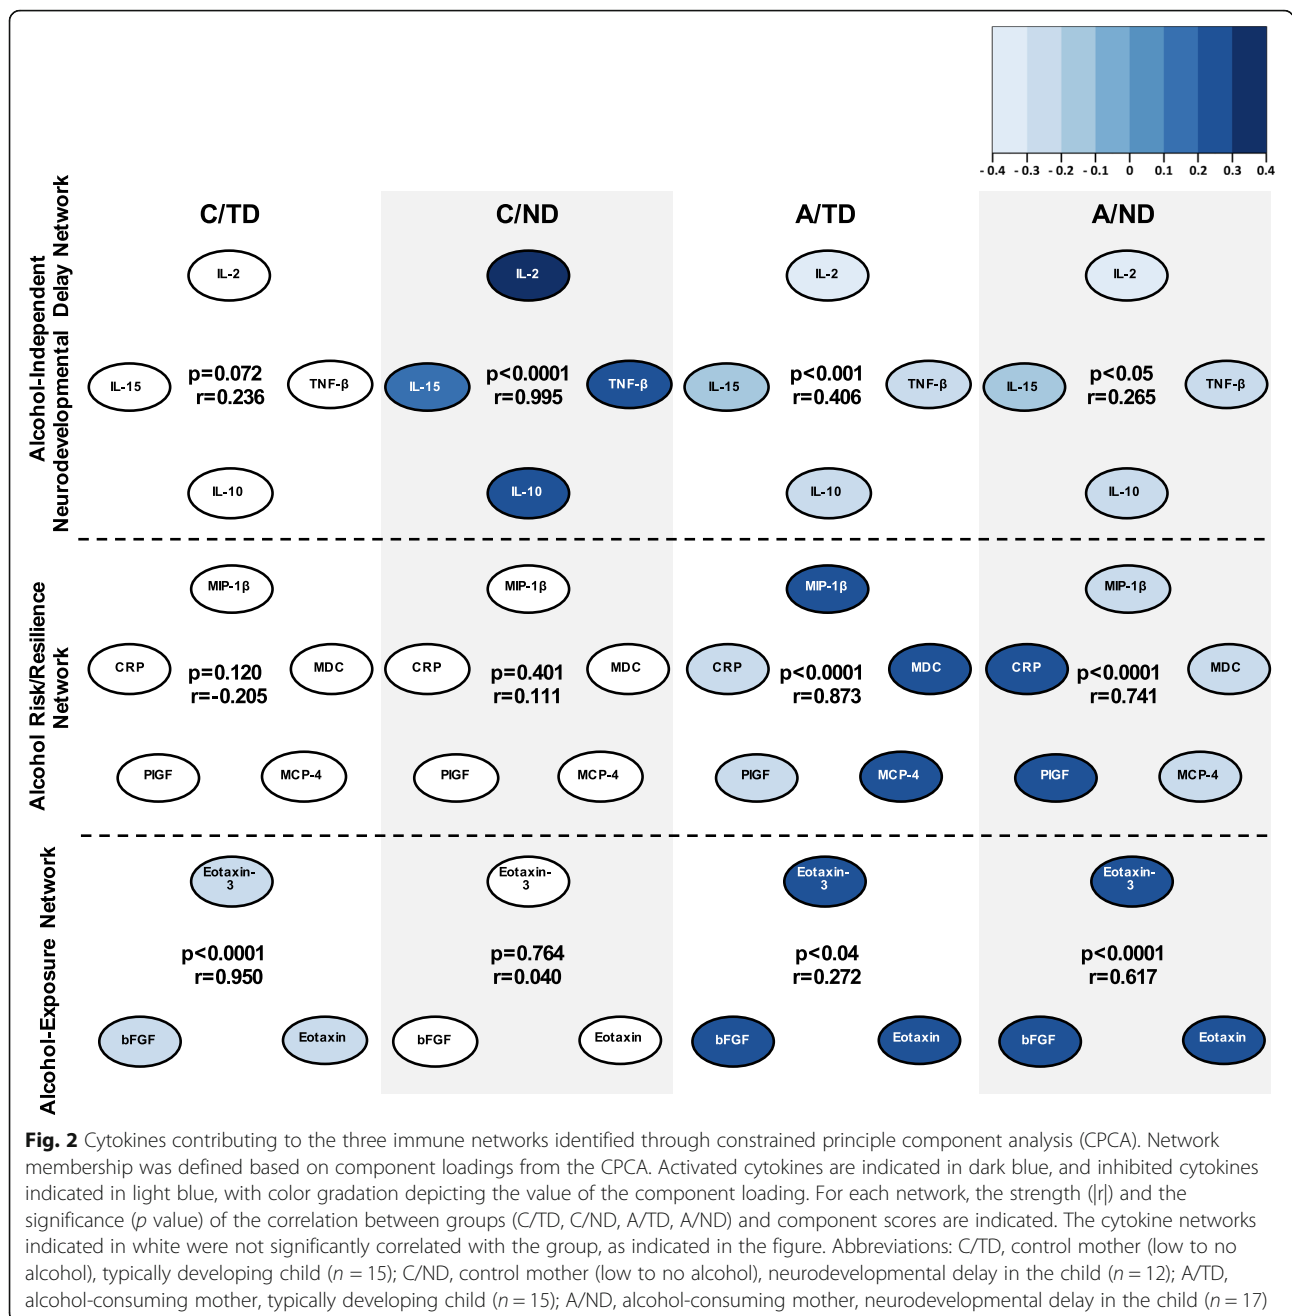 - 0.4 - 0.3 - 0.2 - 0.1 0 0.1 0.2 0.3 0.4
C/TD C/ND A/TD A/ND
Alcohol-Independent
Neurodevelopmental Delay Network
IL-2 IL-2 IL-2 IL-2
IL-15 p=0.072 TNF-β IL-15 p<0.0001 TNF-β IL-15 p<0.001 TNF-β IL-15 p<0.05 TNF-β
r=0.236 r=0.995 r=0.406 r=0.265
IL-10 IL-10 IL-10 IL-10
Alcohol Risk/Resilience
Network
MIP-1β MIP-1β MIP-1β MIP-1β
CRP p=0.120 MDC CRP p=0.401 MDC CRP p<0.0001 MDC CRP p<0.0001 MDC
r=-0.205 r=0.111 r=0.873 r=0.741
PlGF MCP-4 PlGF MCP-4 PlGF MCP-4 PlGF MCP-4
Alcohol-Exposure Network
Eotaxin- Eotaxin- Eotaxin- Eotaxin-
3 3 3 3
p<0.0001 p=0.764 p<0.04 p<0.0001
r=0.950 r=0.040 r=0.272 r=0.617
bFGF Eotaxin bFGF Eotaxin bFGF Eotaxin bFGF Eotaxin
Fig. 2 Cytokines contributing to the three immune networks identified through constrained principle component analysis (CPCA). Network
membership was defined based on component loadings from the CPCA. Activated cytokines are indicated in dark blue, and inhibited cytokines
indicated in light blue, with color gradation depicting the value of the component loading. For each network, the strength (|r|) and the
significance (p value) of the correlation between groups (C/TD, C/ND, A/TD, A/ND) and component scores are indicated. The cytokine networks
indicated in white were not significantly correlated with the group, as indicated in the figure. Abbreviations: C/TD, control mother (low to no
alcohol), typically developing child (n = 15); C/ND, control mother (low to no alcohol), neurodevelopmental delay in the child (n = 12); A/TD,
alcohol-consuming mother, typically developing child (n = 15); A/ND, alcohol-consuming mother, neurodevelopmental delay in the child (n = 17)